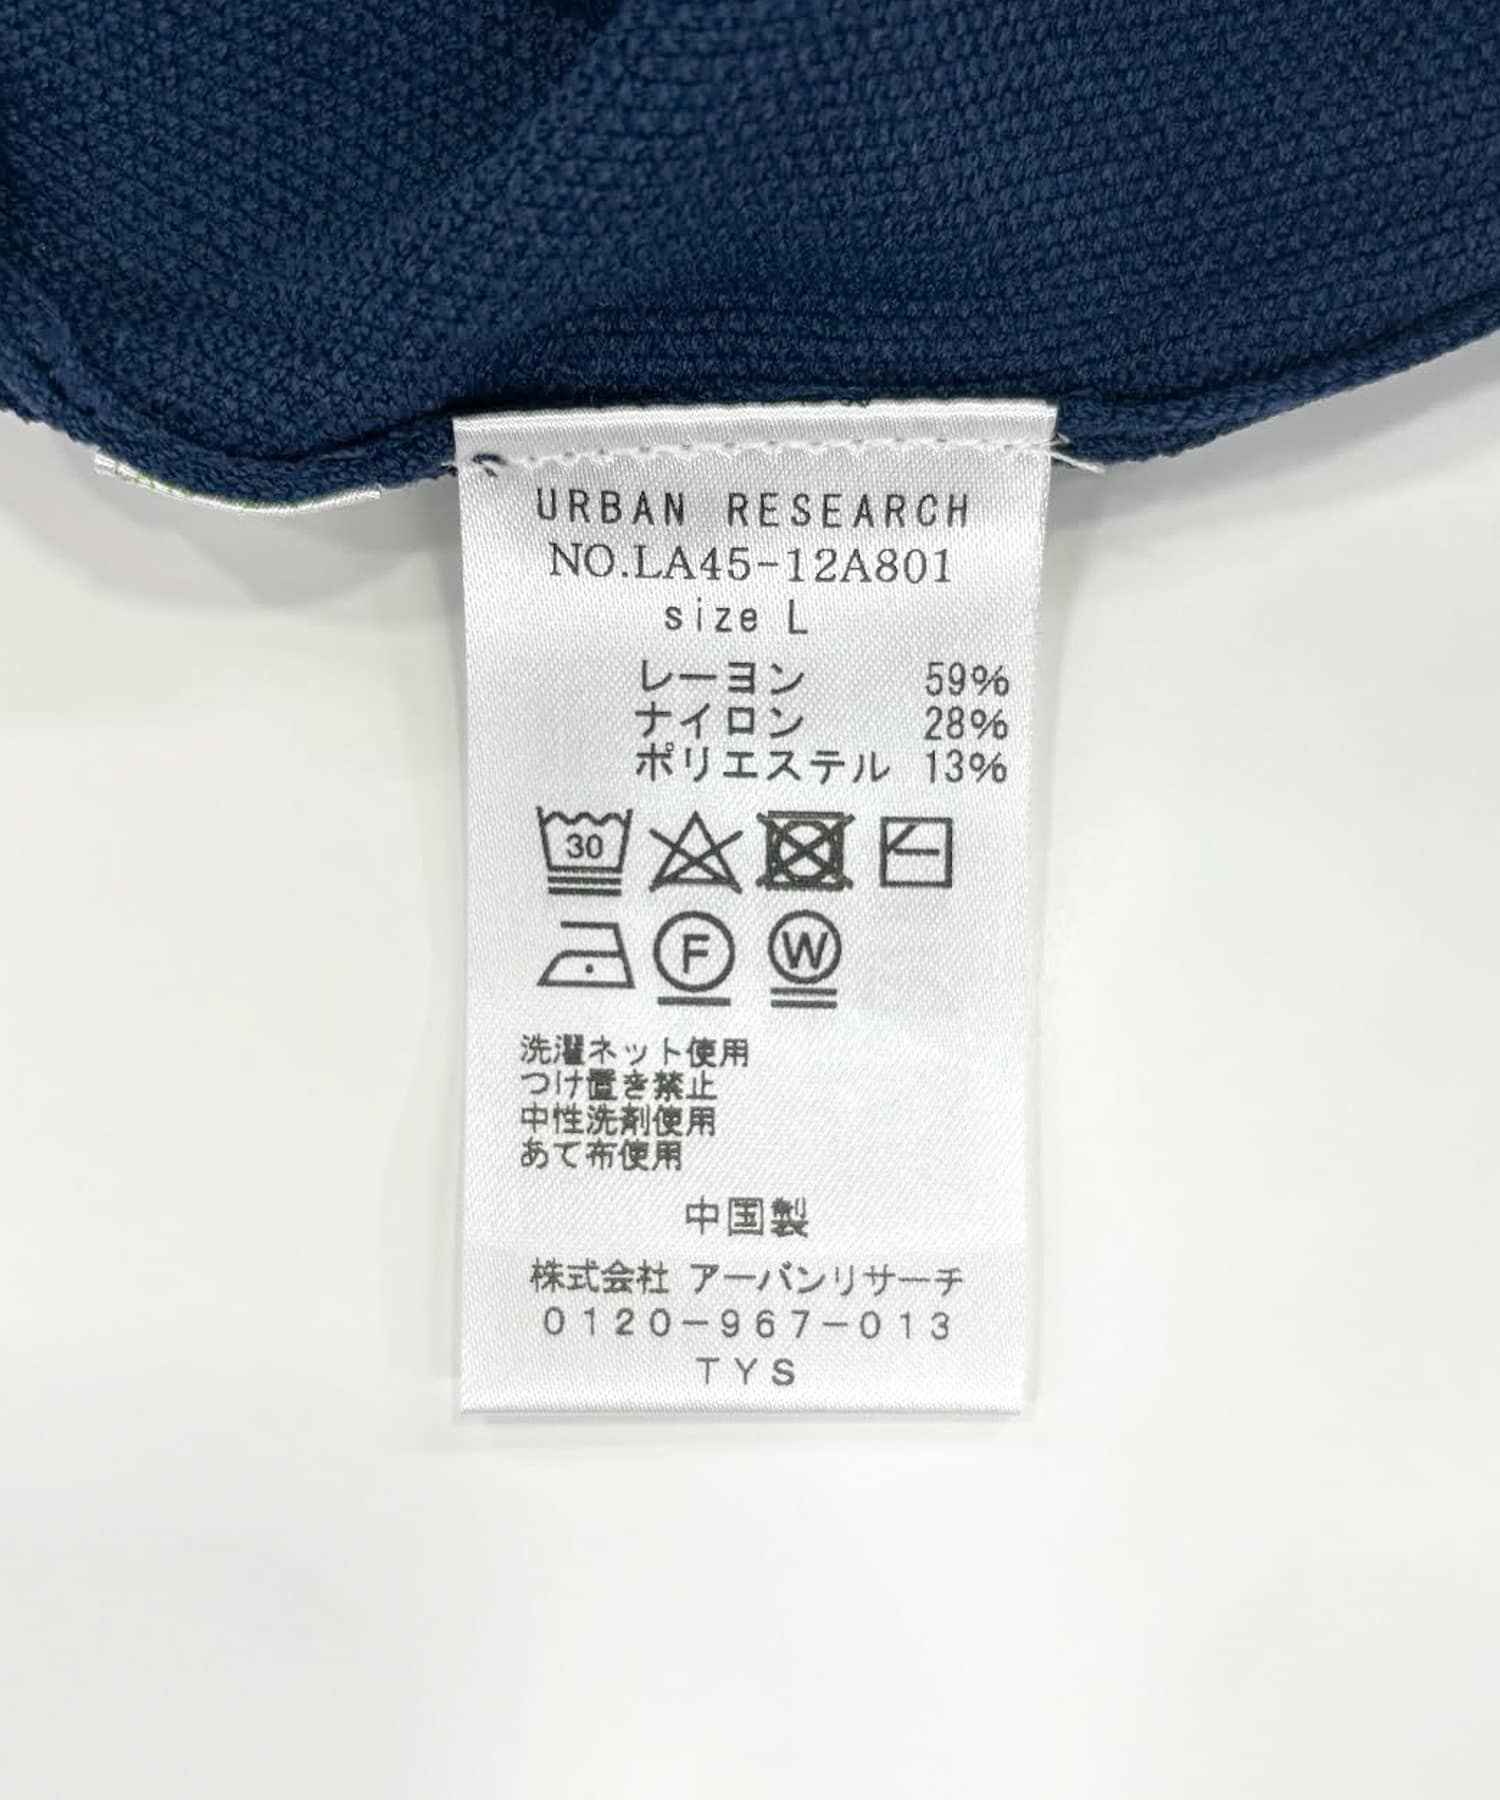 URBAN RESEARCH
NO.LA45-12A801
size L
レーヨン 59%
ナイロン 28%
ポリエステル 13%
30
F W
洗濯ネット使用
つけ置き禁止
中性洗剤使用
あて布使用
中国製
株式会社 アーバンリサーチ
0120-967-013
TYS